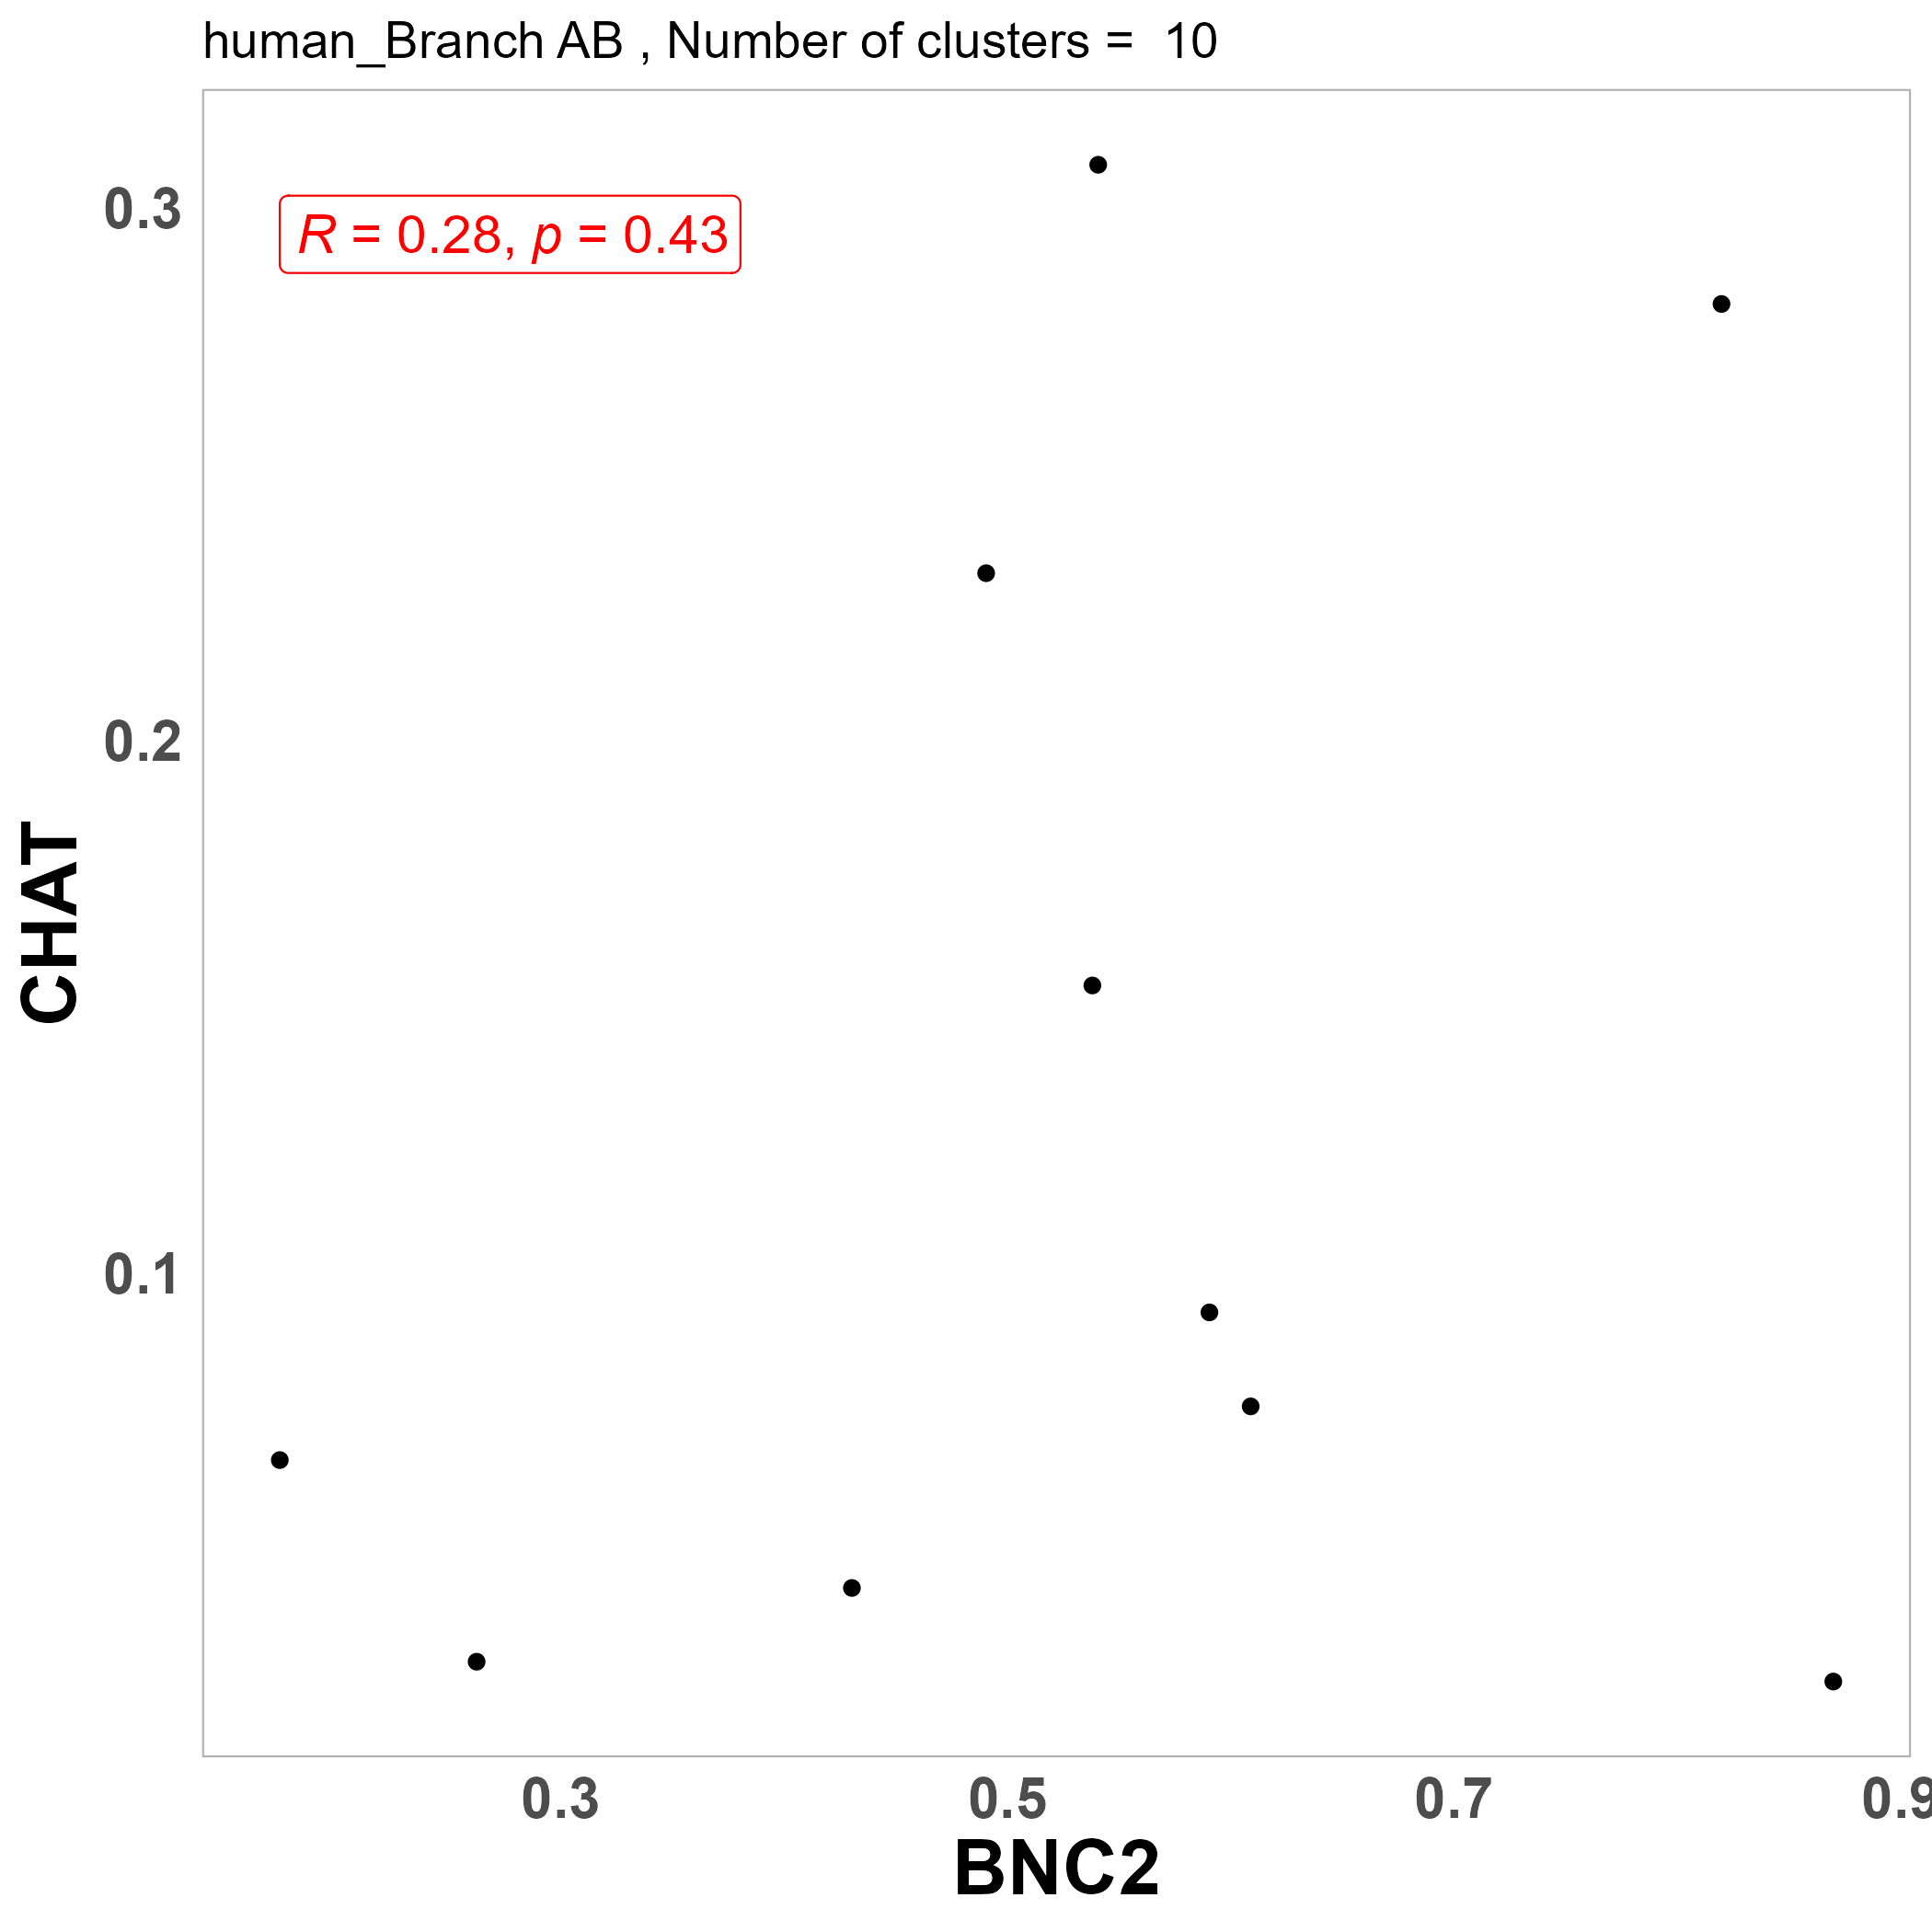 human_Branch AB , Number of clusters =  10
R = 0.28, p = 0.43
0.3
0.2
0.1
CHAT
0.3 0.5 0.7 0.9
BNC2